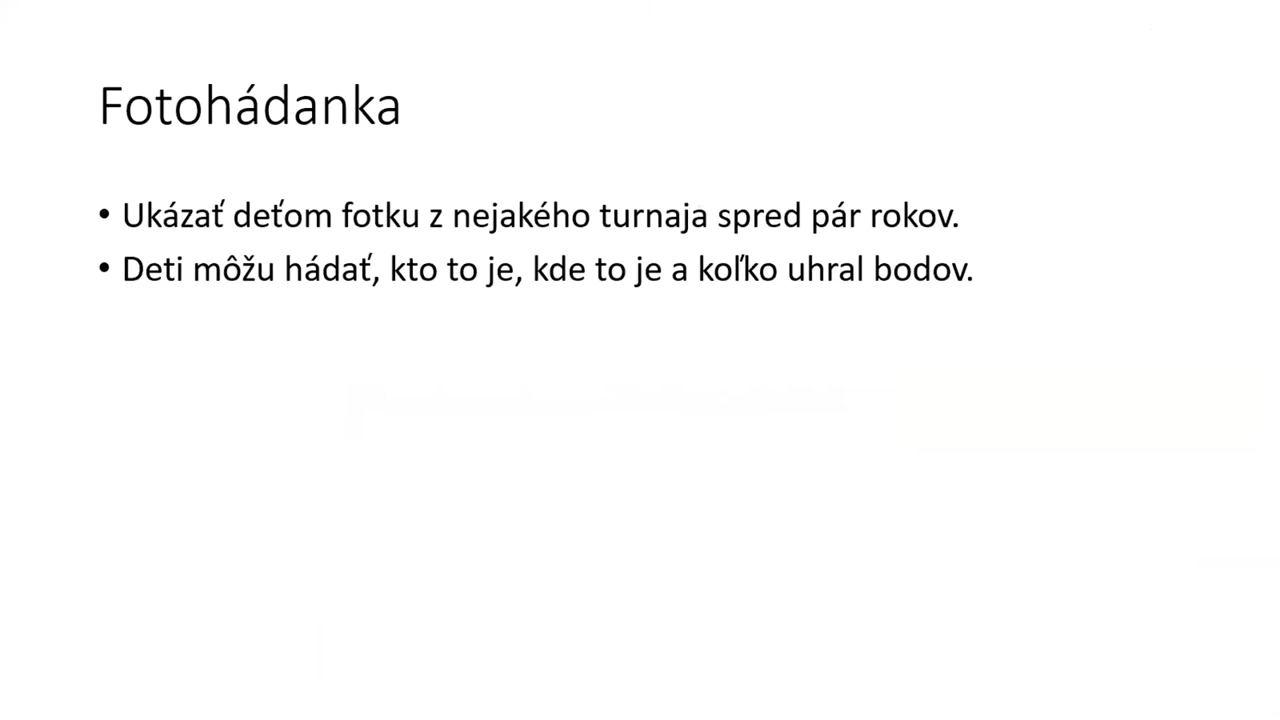 Fotohádanka
• Ukázať deťom fotku z nejakého turnaja spred pár rokov.
• Deti môžu hádať, kto to je, kde to je a koľko uhral bodov.